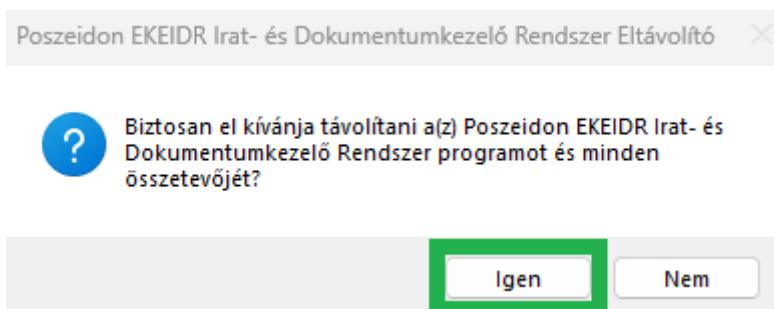 Poszeidon EKEIDR Irat- és Dokumentumkezelő Rendszer Eltávolító
?
Biztosan el kívánja távolítani a(z) Poszeidon EKEIDR Irat- és
Dokumentumkezelő Rendszer programot és minden
összetevőjét?
Igen Nem